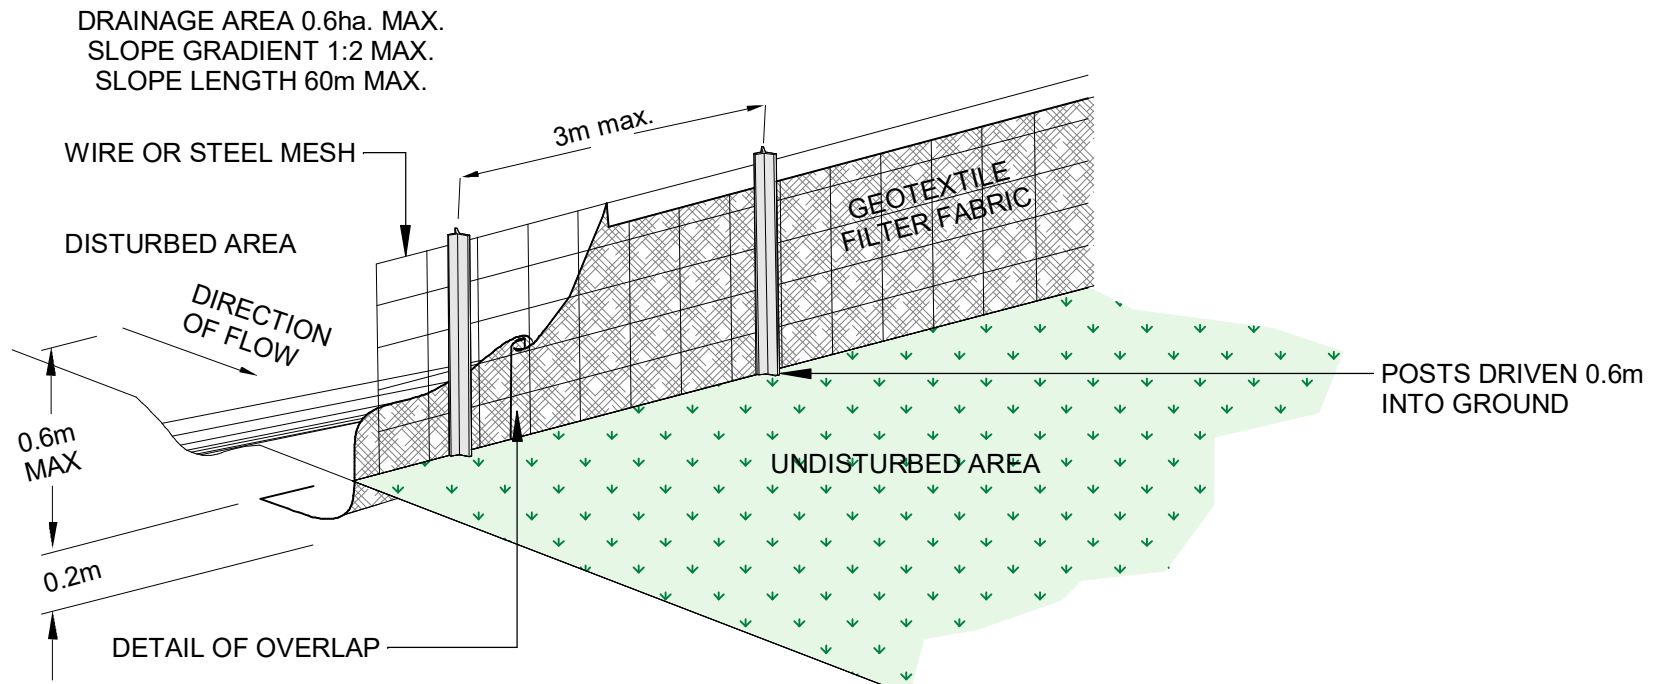 DRAINAGE AREA 0.6ha. MAX.
SLOPE GRADIENT 1:2 MAX.
SLOPE LENGTH 60m MAX.
3m max.
WIRE OR STEEL MESH
GEOTEXTILE
FILTER FABRIC
DISTURBED AREA
DIRECTION
OF FLOW
POSTS DRIVEN 0.6m
INTO GROUND
0.6m
MAX
UNDISTURBED AREA
0.2m
DETAIL OF OVERLAP